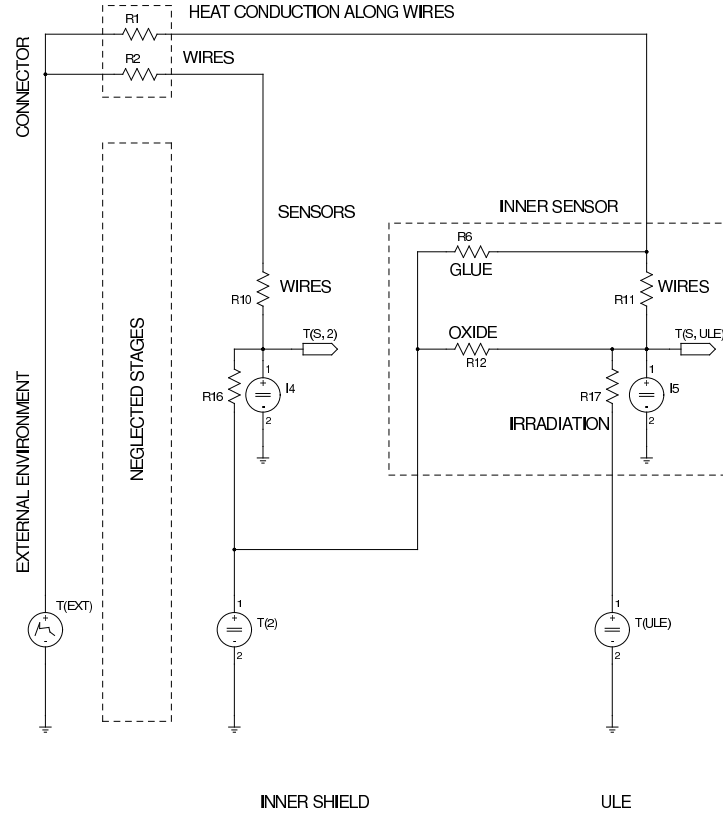 HEAT CONDUCTION ALONG WIRES
R1
R2
WIRES
CONNECTOR
SENSORS
INNER SENSOR
R6
GLUE
R10
WIRES
R11
WIRES
T(S, 2)
OXIDE
R12
T(S, ULE)
NEGLECTED STAGES
R16
1
+
-
2
I4
R17
1
+
-
2
I5
IRRADIATION
EXTERNAL ENVIRONMENT
T(EXT)
+
-
1
+
-
2
T(2)
1
+
-
2
T(ULE)
INNER SHIELD
ULE